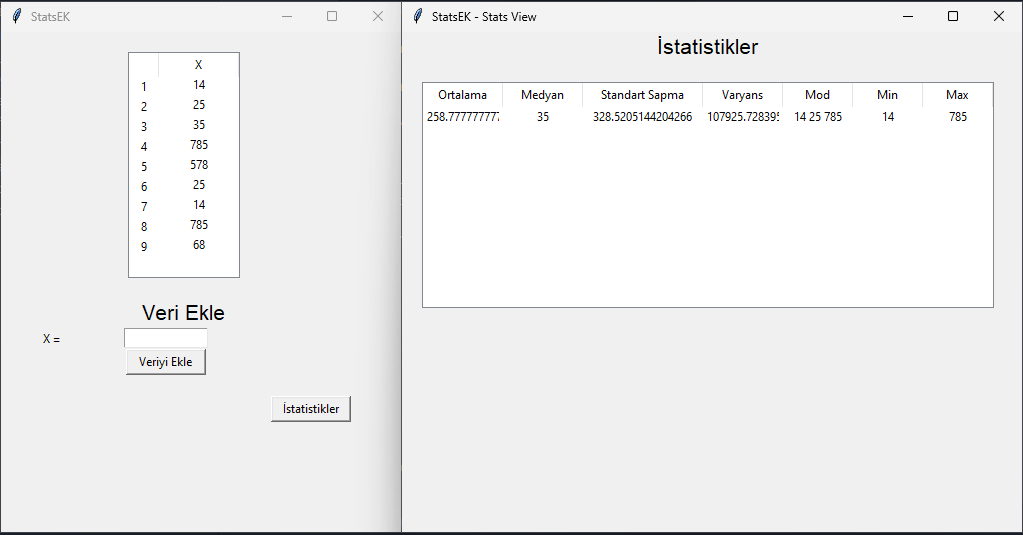 StatsEK
X
1 14
2 25
3 35
4 785
5 578
6 25
7 14
8 785
9 68
Veri Ekle
X =
Veriyi Ekle
İstatistikler
StatsEK - Stats View
İstatistikler
Ortalama Medyan Standart Sapma Varyans Mod Min Max
258.777777777 35 328.5205144204266 107925.728395 14 25 785 14 785